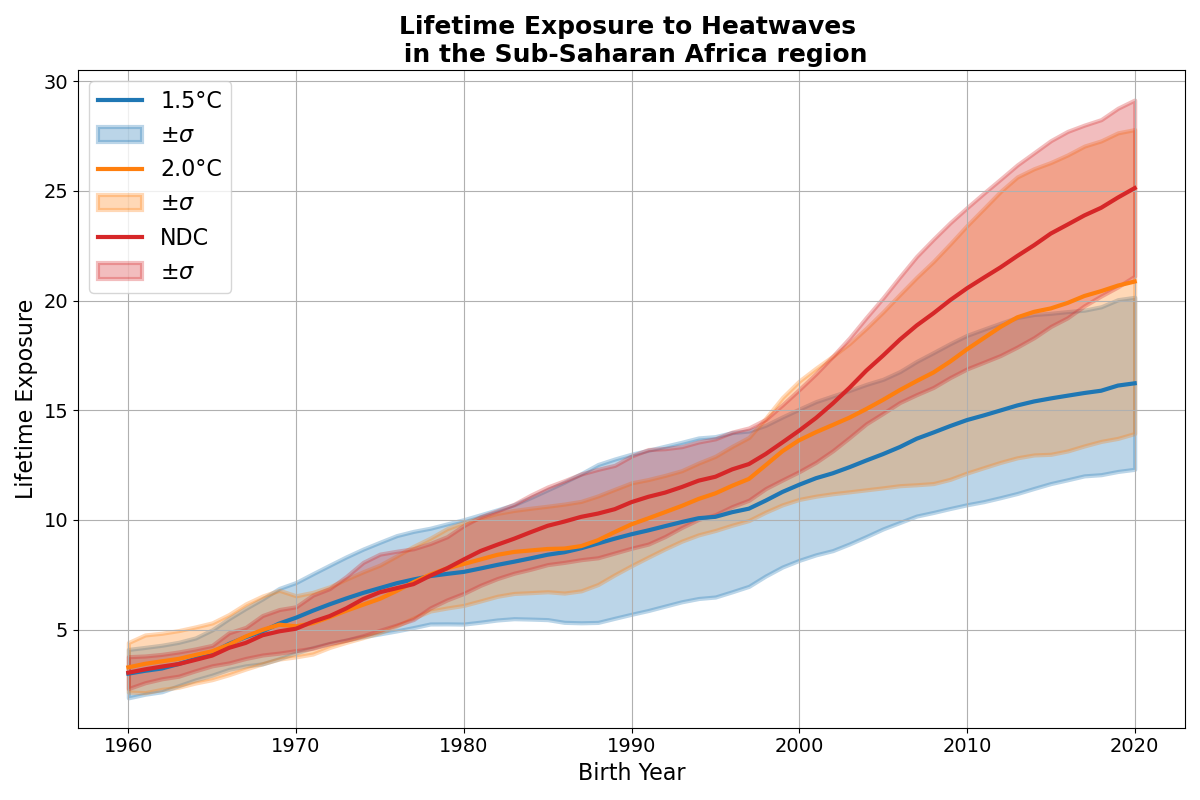 Lifetime Exposure to Heatwaves
in the Sub-Saharan Africa region
30
25
20
15
10
5
Lifetime Exposure
1.5°C
±σ
2.0°C
±σ
NDC
±σ
1960 1970 1980 1990 2000 2010 2020
Birth Year